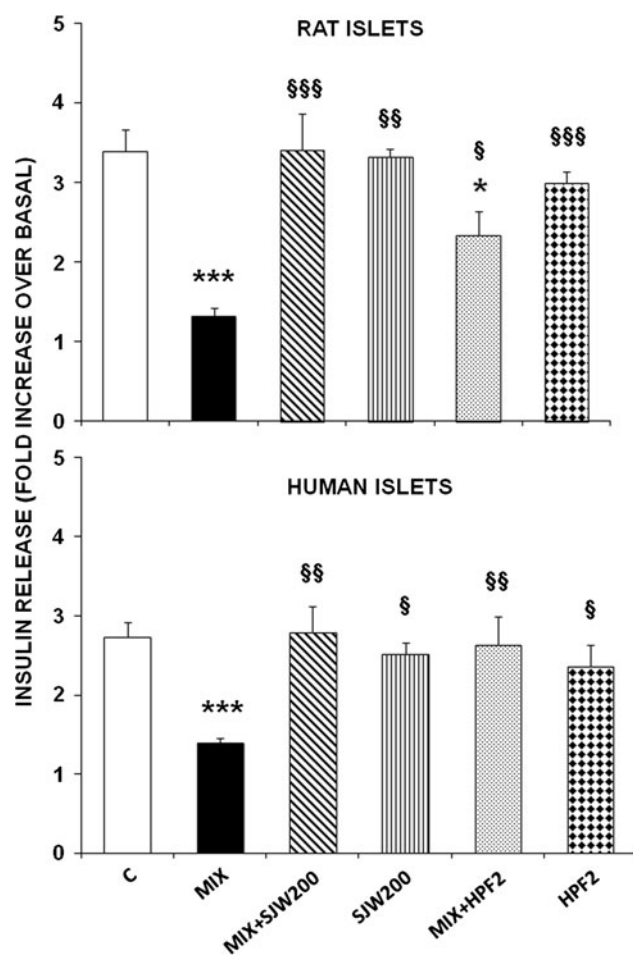 INSULIN RELEASE (FOLD INCREASE OVER BASAL)
RAT ISLETS
5
4
3
2
1
0
***
§§§
§§
§
*
§§§
HUMAN ISLETS
5
4
3
2
1
0
***
§§
§
§§
§
C
MIX
MIX+SJW200
SJW200
MIX+HPF2
HPF2